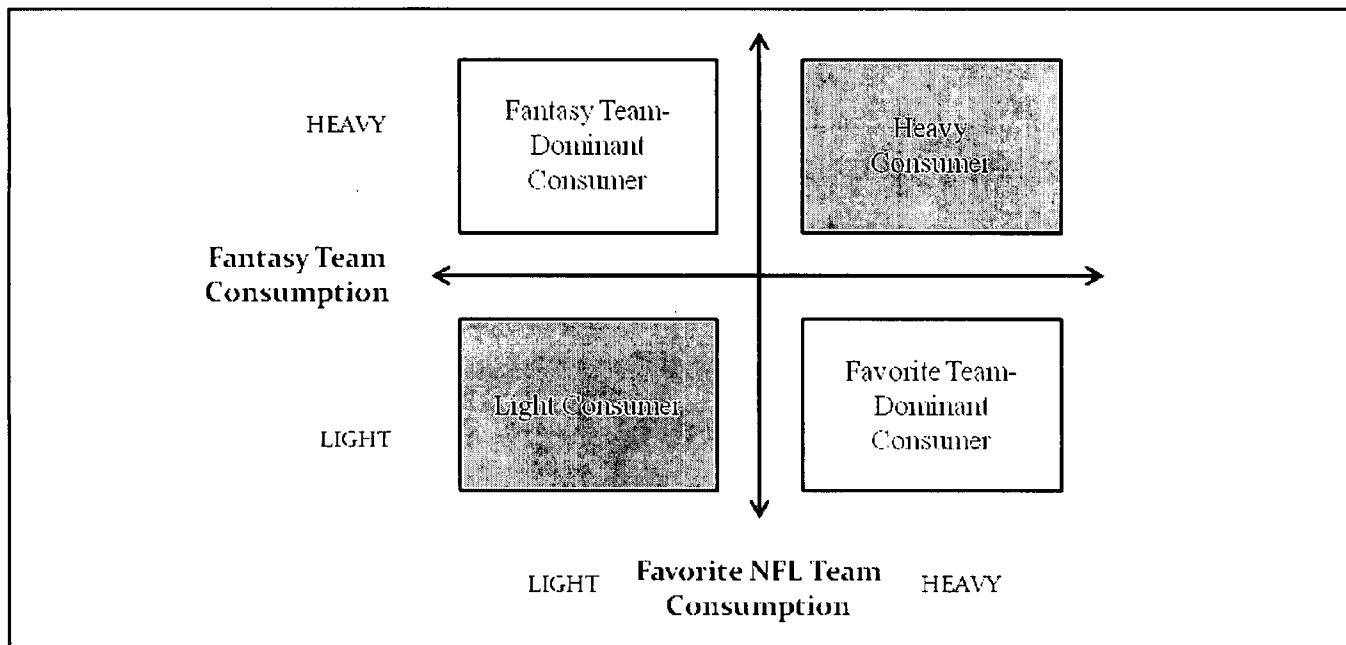 HEAVY
Fantasy Team-
Dominant
Consumer
Heavy
Consumer
Fantasy Team
Consumption
LIGHT
Light Consumer
Favorite Team-
Dominant
Consumer
LIGHT
Favorite NFL Team
Consumption
HEAVY